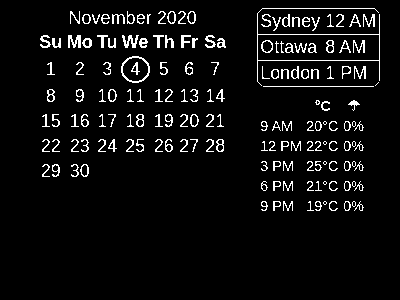 November 2020
Su Mo Tu We Th Fr Sa
1 2 3 4 5 6 7
8 9 10 11 12 13 14
15 16 17 18 19 20 21
22 23 24 25 26 27 28
29 30
Sydney 12 AM
Ottawa 8 AM
London 1 PM
°C ☂
9 AM 20°C 0%
12 PM 22°C 0%
3 PM 25°C 0%
6 PM 21°C 0%
9 PM 19°C 0%